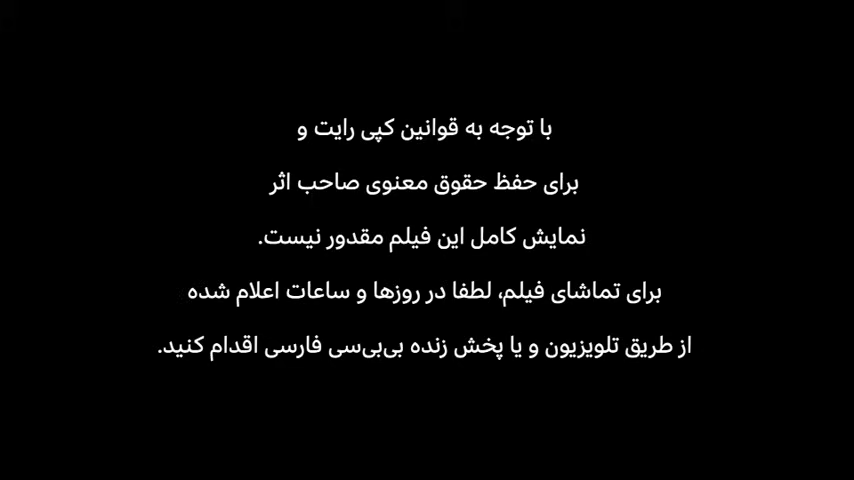 با توجه به قوانین کپی رایت و
برای حفظ حقوق معنوی صاحب اثر
نمایش کامل این فیلم مقدور نیست.
برای تماشای فیلم، لطفا در روزها و ساعات اعلام شده
از طریق تلویزیون و یا پخش زنده بی‌بی‌سی فارسی اقدام کنید.